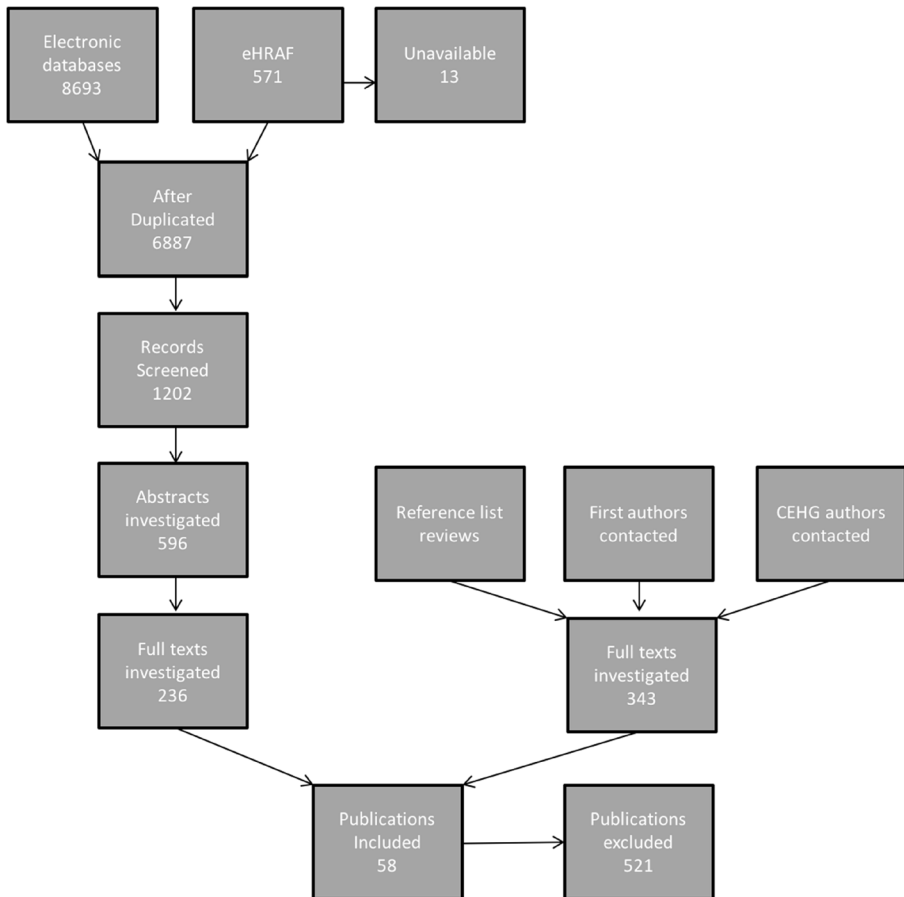 Electronic
databases
8693
eHRAF
571
Unavailable
13
After
Duplicated
6887
Records
Screened
1202
Abstracts
investigated
596
Reference list
reviews
First authors
contacted
CEHG authors
contacted
Full texts
investigated
236
Full texts
investigated
343
Publications
Included
58
Publications
excluded
521